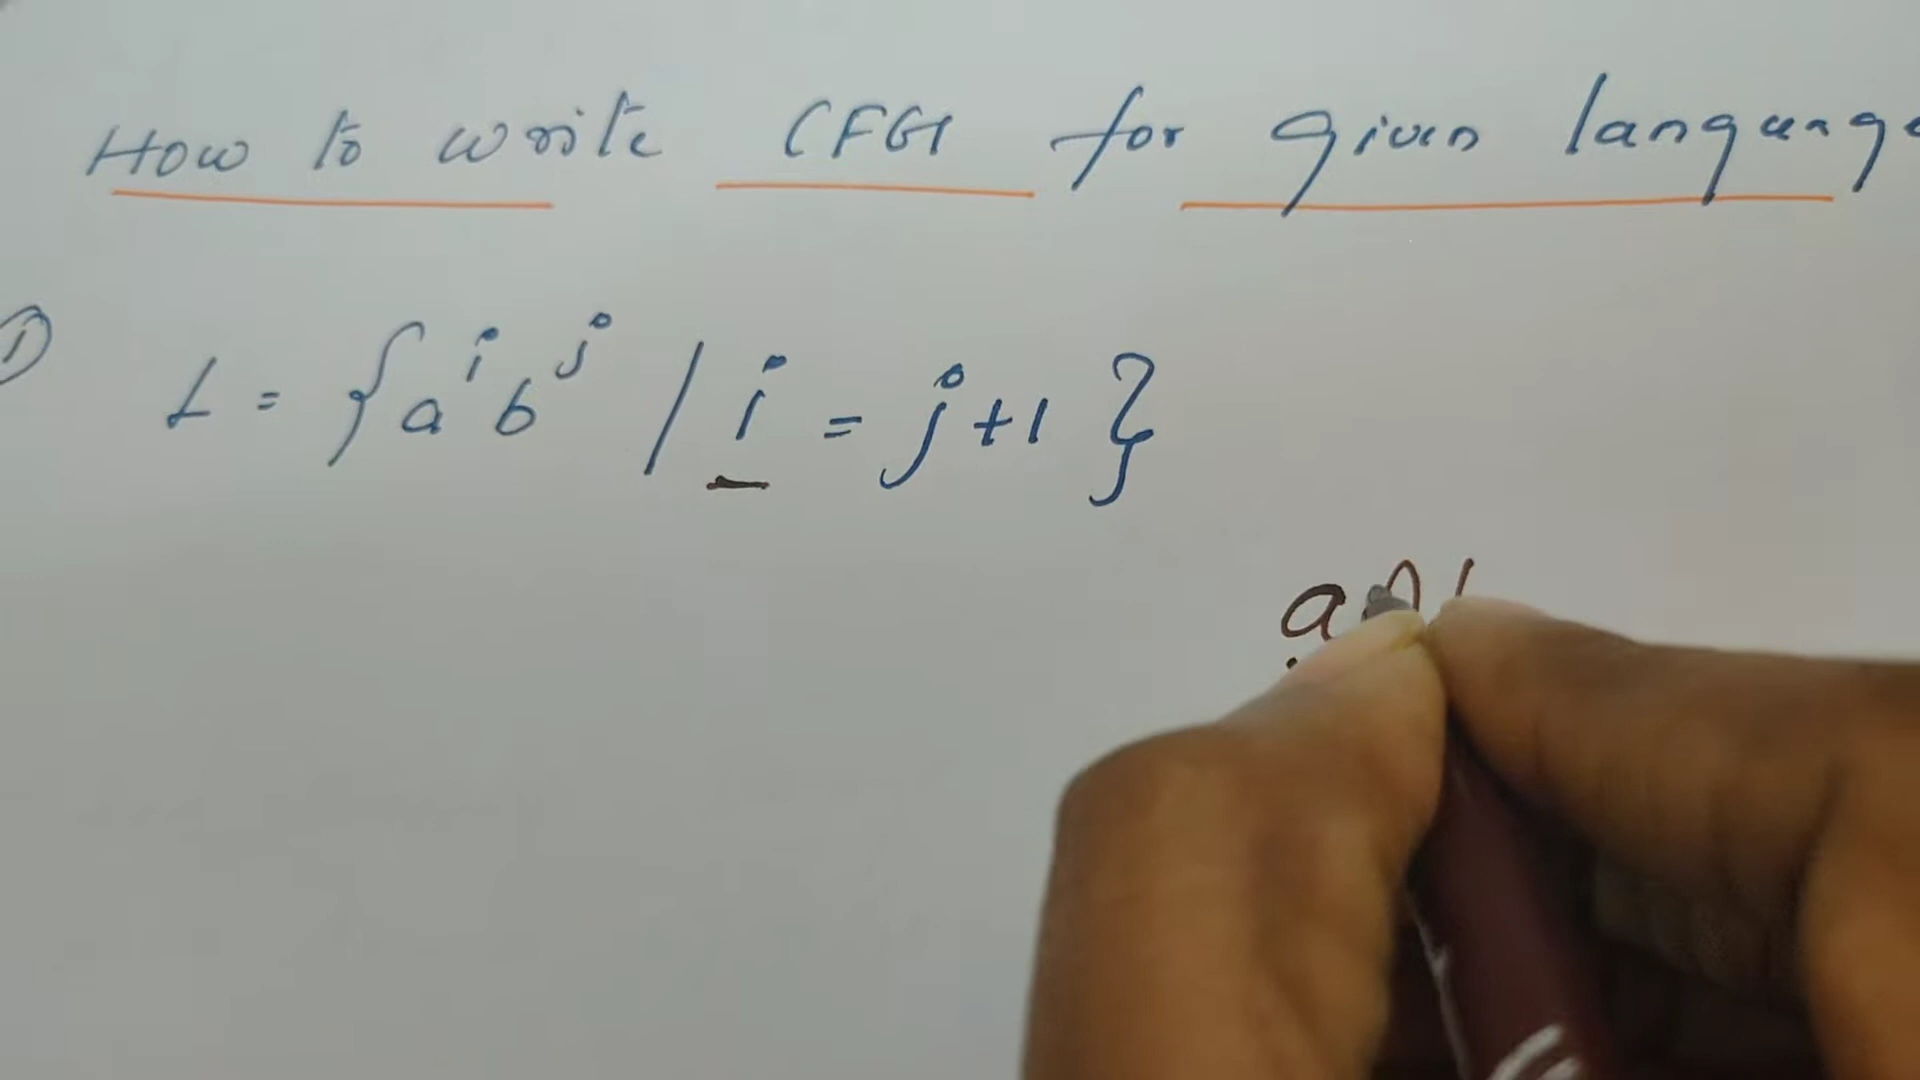 How to write CFG for given language
① L = {a^i b^j / i = j+1 }
a